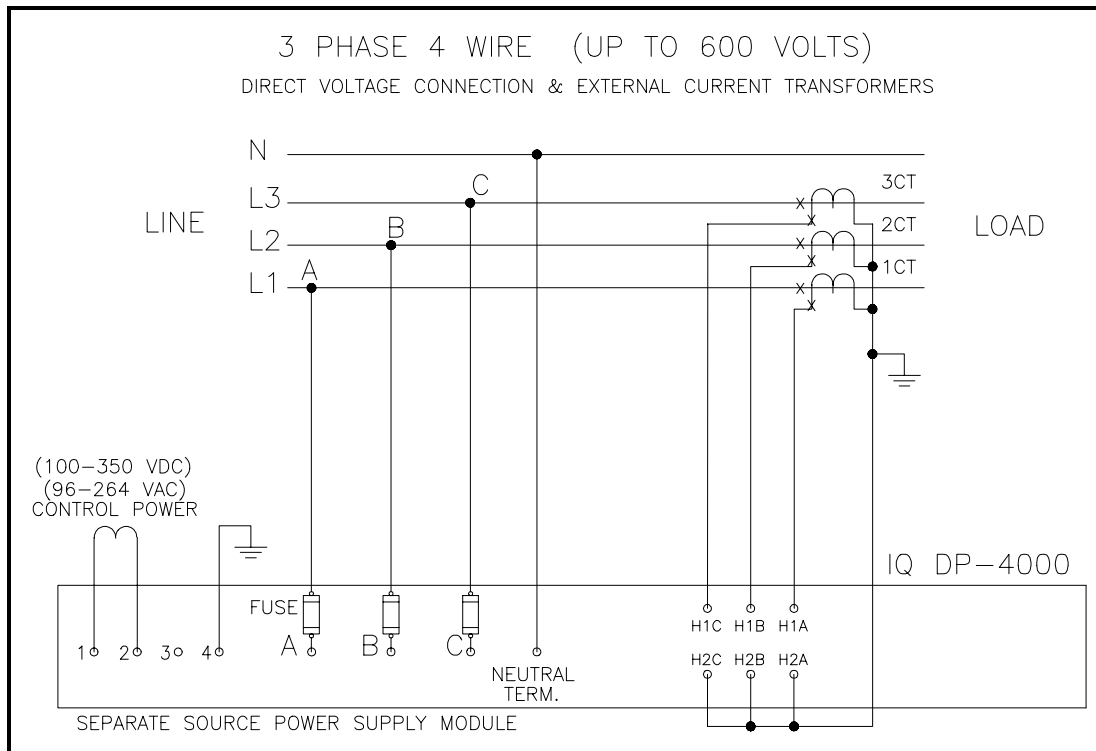 3 PHASE 4 WIRE (UP TO 600 VOLTS)
DIRECT VOLTAGE CONNECTION & EXTERNAL CURRENT TRANSFORMERS
N
L3
C
3CT
LINE
LOAD
L2
B
2CT
L1
A
1CT
(100-350 VDC)
(96-264 VAC)
CONTROL POWER
IQ DP-4000
FUSE
H1C H1B H1A
1 2 3 4 A B C
H2C H2B H2A
NEUTRAL
TERM.
SEPARATE SOURCE POWER SUPPLY MODULE